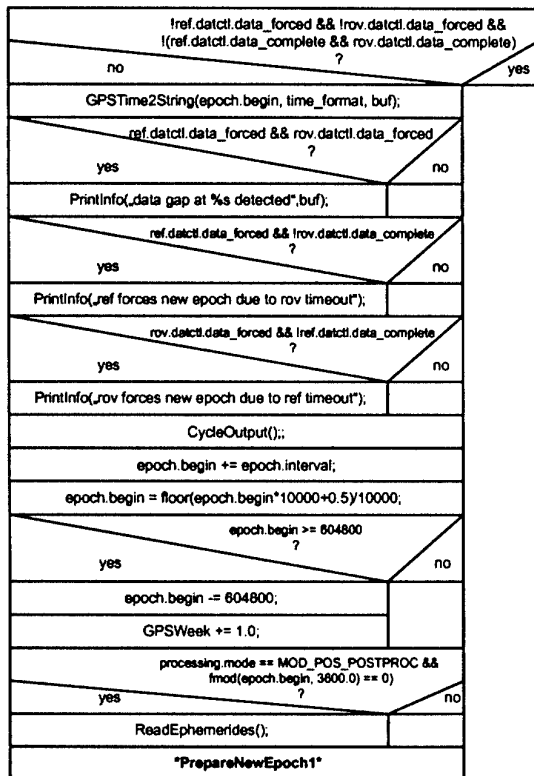 !ref.datctl.data_forced && !rov.datctl.data_forced &&
!(ref.datctl.data_complete && rov.datctl.data_complete)
?
no
yes
GPSTime2String(epoch.begin, time_format, buf);
ref.datctl.data_forced && rov.datctl.data_forced
?
yes
no
PrintInfo(„data gap at %s detected",buf);
ref.datctl.data_forced && !rov.datctl.data_complete
?
yes
no
PrintInfo(„ref forces new epoch due to rov timeout");
rov.datctl.data_forced && !ref.datctl.data_complete
?
yes
no
PrintInfo(„rov forces new epoch due to ref timeout");
CycleOutput();;
epoch.begin += epoch.interval;
epoch.begin = floor(epoch.begin*10000+0.5)/10000;
epoch.begin >= 604800
?
yes
no
epoch.begin -= 604800;
GPSWeek += 1.0;
processing.mode == MOD_POS_POSTPROC &&
fmod(epoch.begin, 3600.0) == 0)
?
yes
no
ReadEphemerides();
*PrepareNewEpoch1*